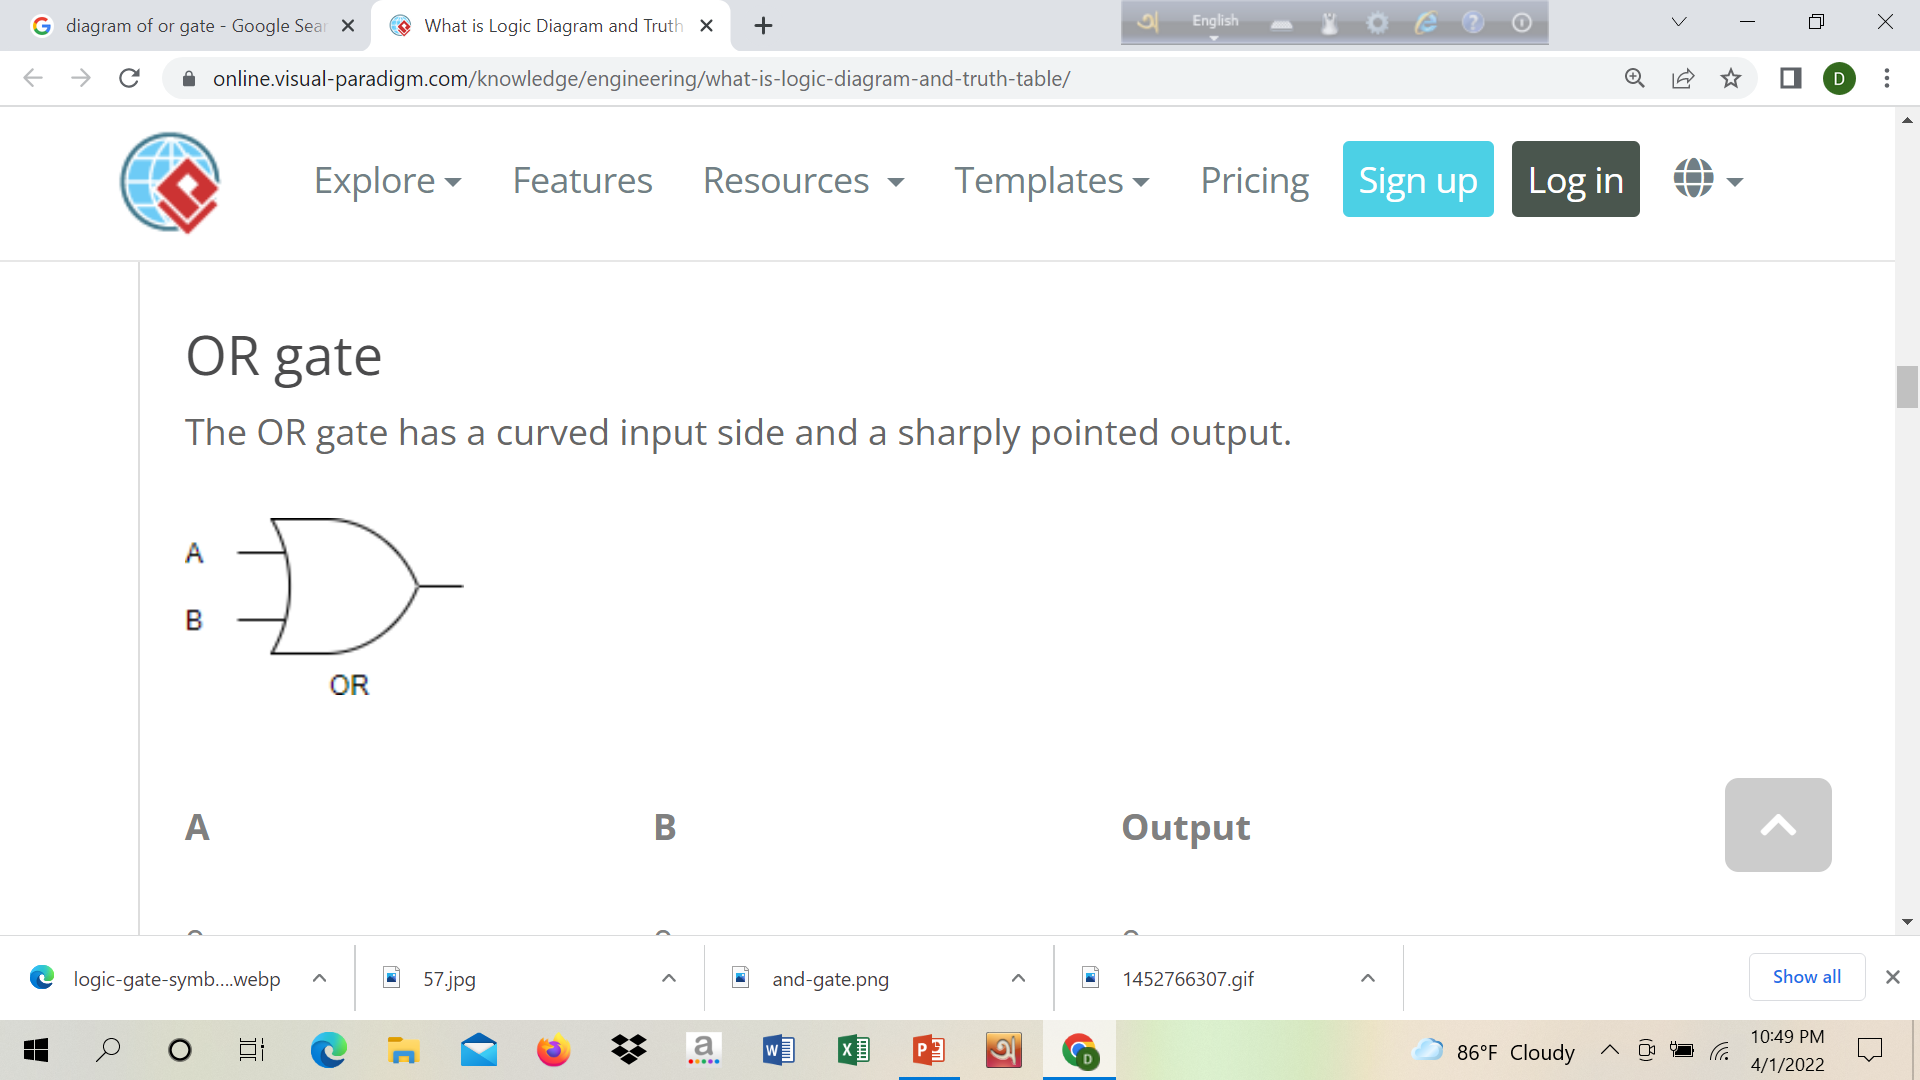 diagram of or gate - Google Sear
What is Logic Diagram and Truth
English
online.visual-paradigm.com/knowledge/engineering/what-is-logic-diagram-and-truth-table/
D
Explore
Features
Resources
Templates
Pricing
Sign up
Log in
OR gate
The OR gate has a curved input side and a sharply pointed output.
A
B
OR
A B Output
logic-gate-symb....webp
57.jpg
and-gate.png
1452766307.gif
Show all
86°F Cloudy
10:49 PM
4/1/2022